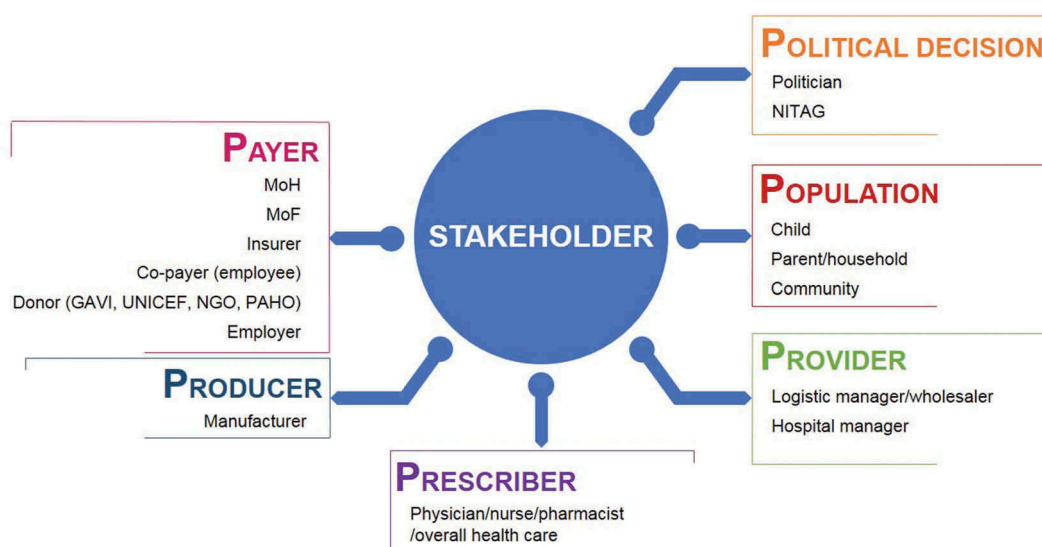 POLITICAL DECISION
Politician
NITAG
PAYER
MoH
MoF
Insurer
Co-payer (employee)
Donor (GAVI, UNICEF, NGO, PAHO)
Employer
STAKEHOLDER
POPULATION
Child
Parent/household
Community
PRODUCER
Manufacturer
PROVIDER
Logistic manager/wholesaler
Hospital manager
PRESCRIBER
Physician/nurse/pharmacist
/overall health care